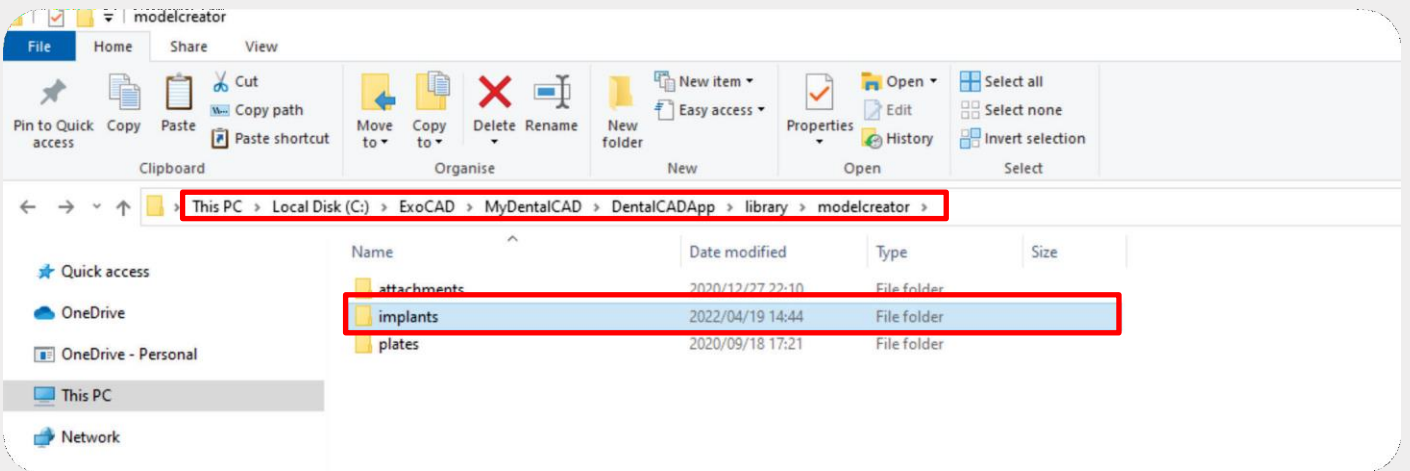 modelcreator
File Home Share View
Pin to Quick access
Copy
Paste
Cut
Copy path
Paste shortcut
Clipboard
Move to
Copy to
Delete
Rename
Organise
New folder
New item
Easy access
New
Properties
Open
Edit
History
Open
Select all
Select none
Invert selection
Select
This PC > Local Disk (C:) > ExoCAD > MyDentalCAD > DentalCADApp > library > modelcreator >
Quick access
OneDrive
OneDrive - Personal
This PC
Network
Name Date modified Type Size
attachments 2020/12/27 22:10 File folder
implants 2022/04/19 14:44 File folder
plates 2020/09/18 17:21 File folder